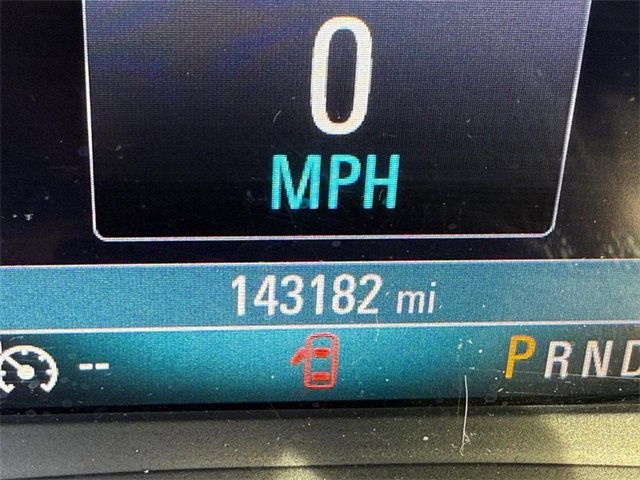 0
MPH
143182 mi
-- PRND